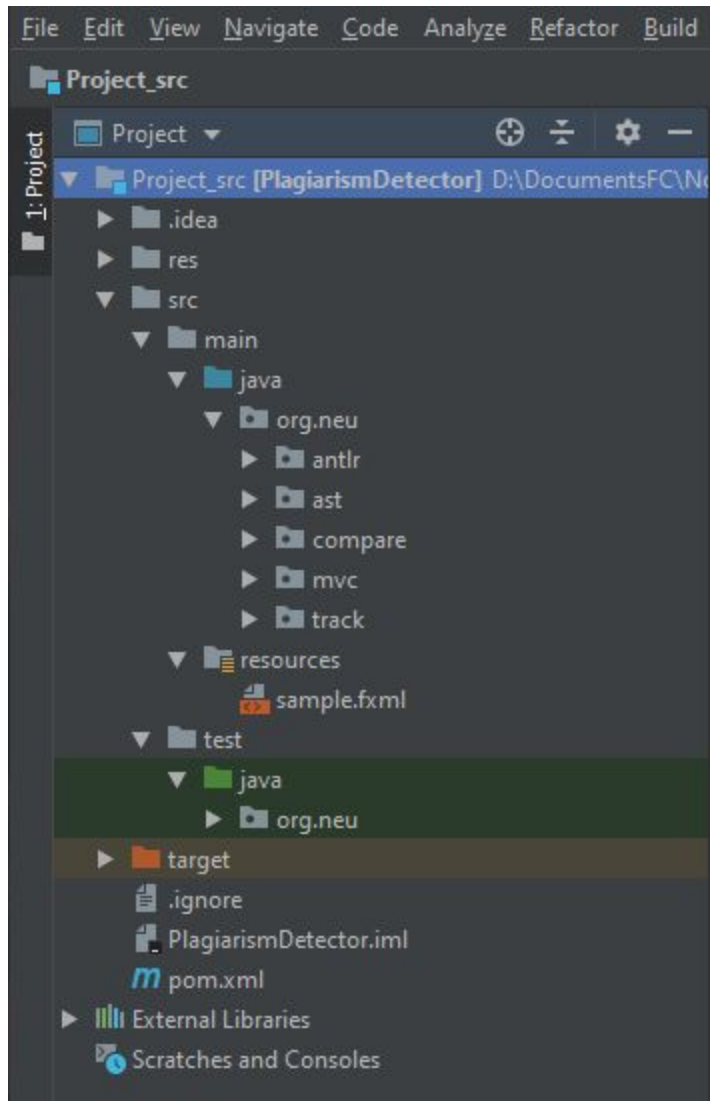 File Edit View Navigate Code Analyze Refactor Build
Project_src
1: Project
Project
Project_src [PlagiarismDetector] D:\DocumentsFC\No
.idea
res
src
main
java
org.neu
antlr
ast
compare
mvc
track
resources
sample.fxml
test
java
org.neu
target
.ignore
PlagiarismDetector.iml
pom.xml
External Libraries
Scratches and Consoles